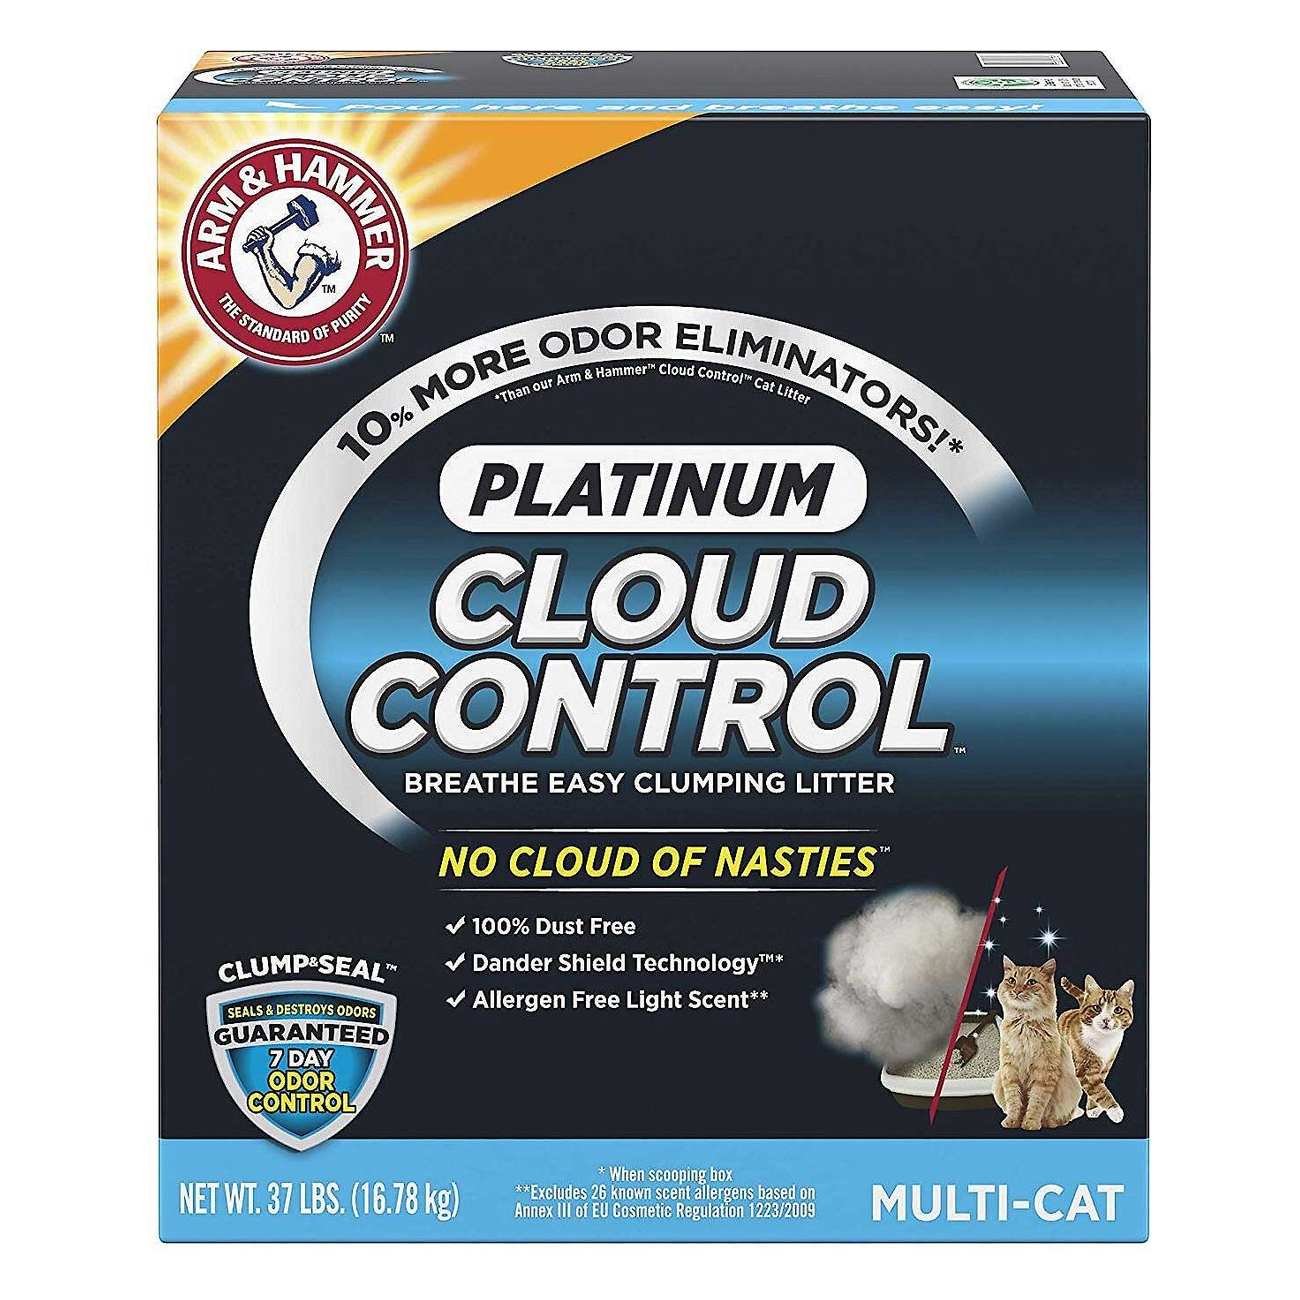 CONTROL
pour here and breathe easy!
ARM & HAMMER
THE STANDARD OF PURITY
TM
TM
10% MORE ODOR ELIMINATORS!*
*Than our Arm & Hammer™ Cloud Control™ Cat Litter
PLATINUM
CLOUD
CONTROL™
BREATHE EASY CLUMPING LITTER
NO CLOUD OF NASTIES™
✓ 100% Dust Free
✓ Dander Shield Technology™*
✓ Allergen Free Light Scent**
CLUMP&SEAL™
SEALS & DESTROYS ODORS
GUARANTEED
7 DAY
ODOR
CONTROL
NET WT. 37 LBS. (16.78 kg)
* When scooping box
**Excludes 26 known scent allergens based on
Annex III of EU Cosmetic Regulation 1223/2009
MULTI-CAT